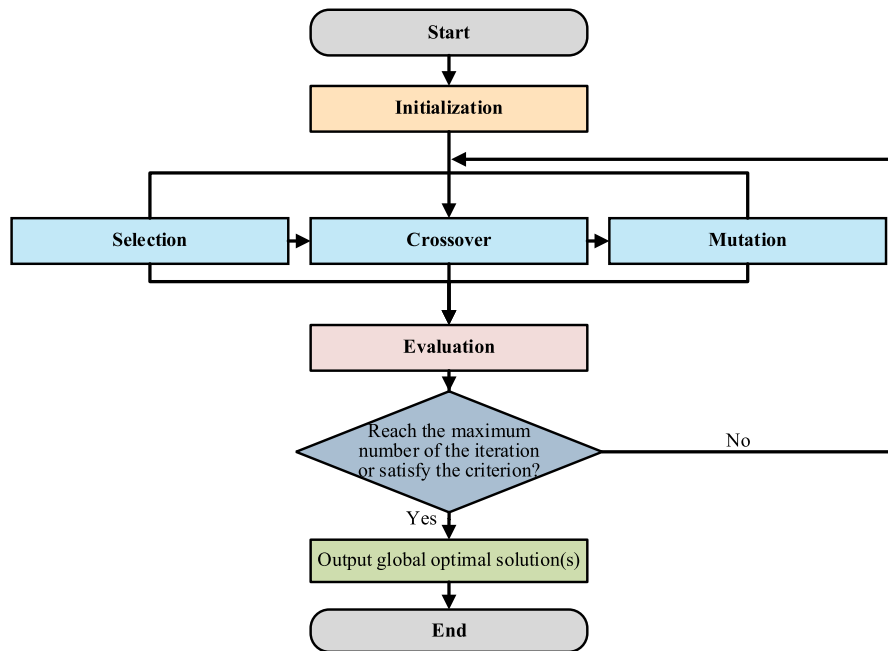 Start
Initialization
Selection
Crossover
Mutation
Evaluation
Reach the maximum
number of the iteration
or satisfy the criterion?
No
Yes
Output global optimal solution(s)
End